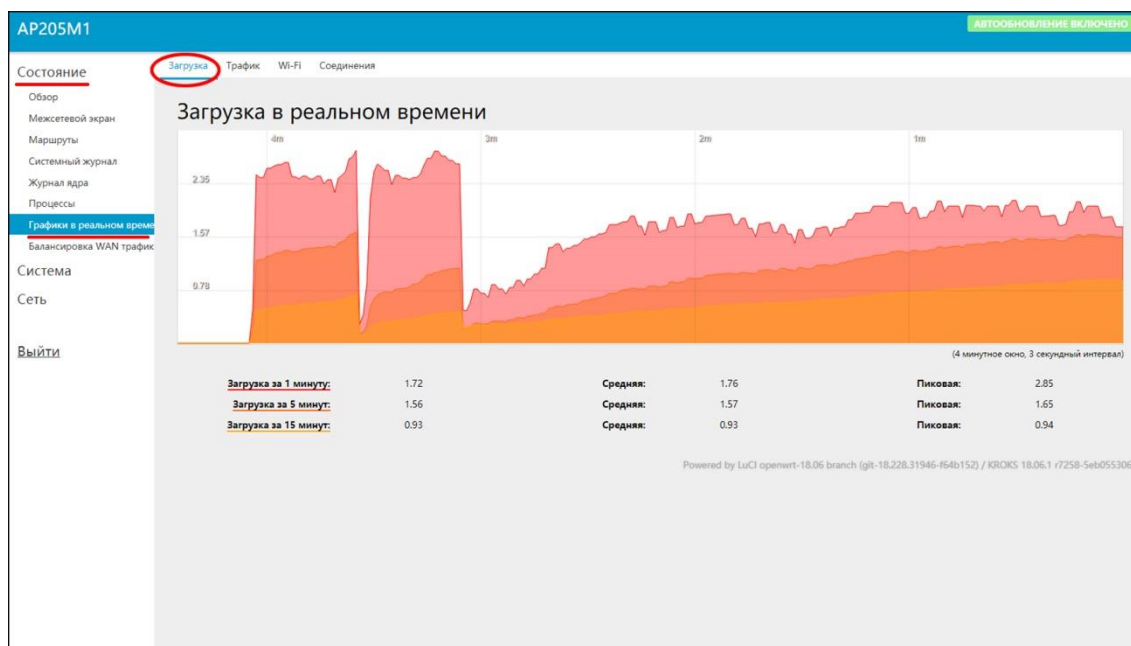 AP205M1
АВТООБНОВЛЕНИЕ ВКЛЮЧЕНО
Состояние
Обзор
Межсетевой экран
Маршруты
Системный журнал
Журнал ядра
Процессы
Графики в реальном време
Балансировка WAN трафик
Система
Сеть
Выйти
Загрузка Трафик Wi-Fi Соединения
Загрузка в реальном времени
4m 3m 2m 1m
2.35
1.57
0.78
(4 минутное окно, 3 секундный интервал)
Загрузка за 1 минуту: 1.72 Средняя: 1.76 Пиковая: 2.85
Загрузка за 5 минут: 1.56 Средняя: 1.57 Пиковая: 1.65
Загрузка за 15 минут: 0.93 Средняя: 0.93 Пиковая: 0.94
Powered by LuCI openwrt-18.06 branch (git-18.228.31946-f64b152) / KROKS 18.06.1 r7258-5eb055306